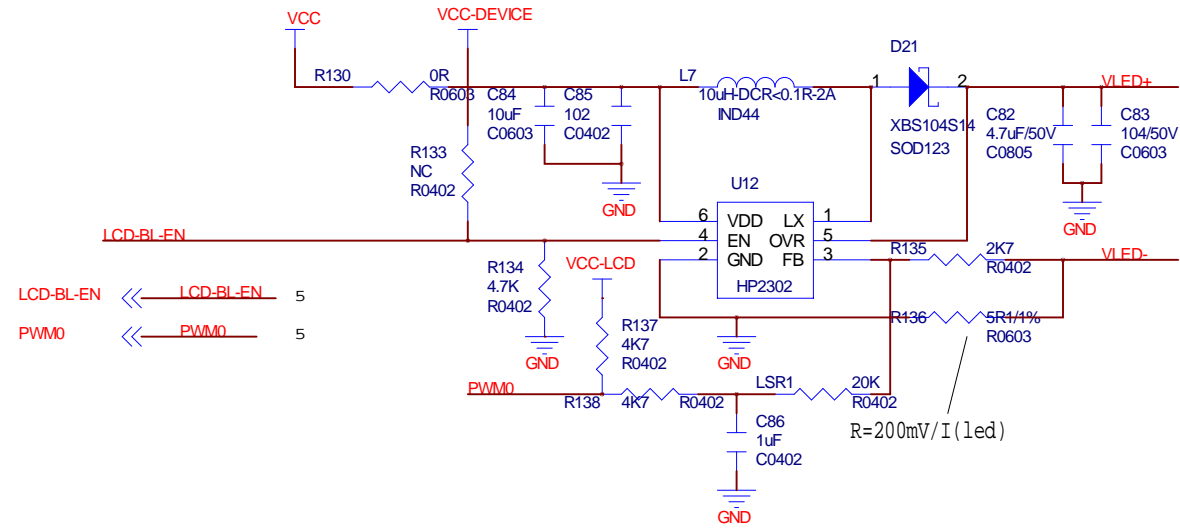 VCC
VCC-DEVICE
R130
0R
R0603
C84
10uF
C0603
C85
102
C0402
L7
10uH-DCR<0.1R-2A
IND44
D21
1
2
XBS104S14
SOD123
VLED+
C82
4.7uF/50V
C0805
C83
104/50V
C0603
GND
GND
R133
NC
R0402
U12
6 VDD LX 1
4 EN OVR 5
2 GND FB 3
HP2302
LCD-BL-EN
R134
4.7K
R0402
GND
VCC-LCD
R135
2K7
R0402
VLED-
LCD-BL-EN
LCD-BL-EN
5
PWM0
PWM0
5
R137
4K7
R0402
GND
R136
5R1/1%
R0603
PWM0
R138
4K7
R0402
LSR1
20K
R0402
C86
1uF
C0402
GND
R=200mV/I(led)